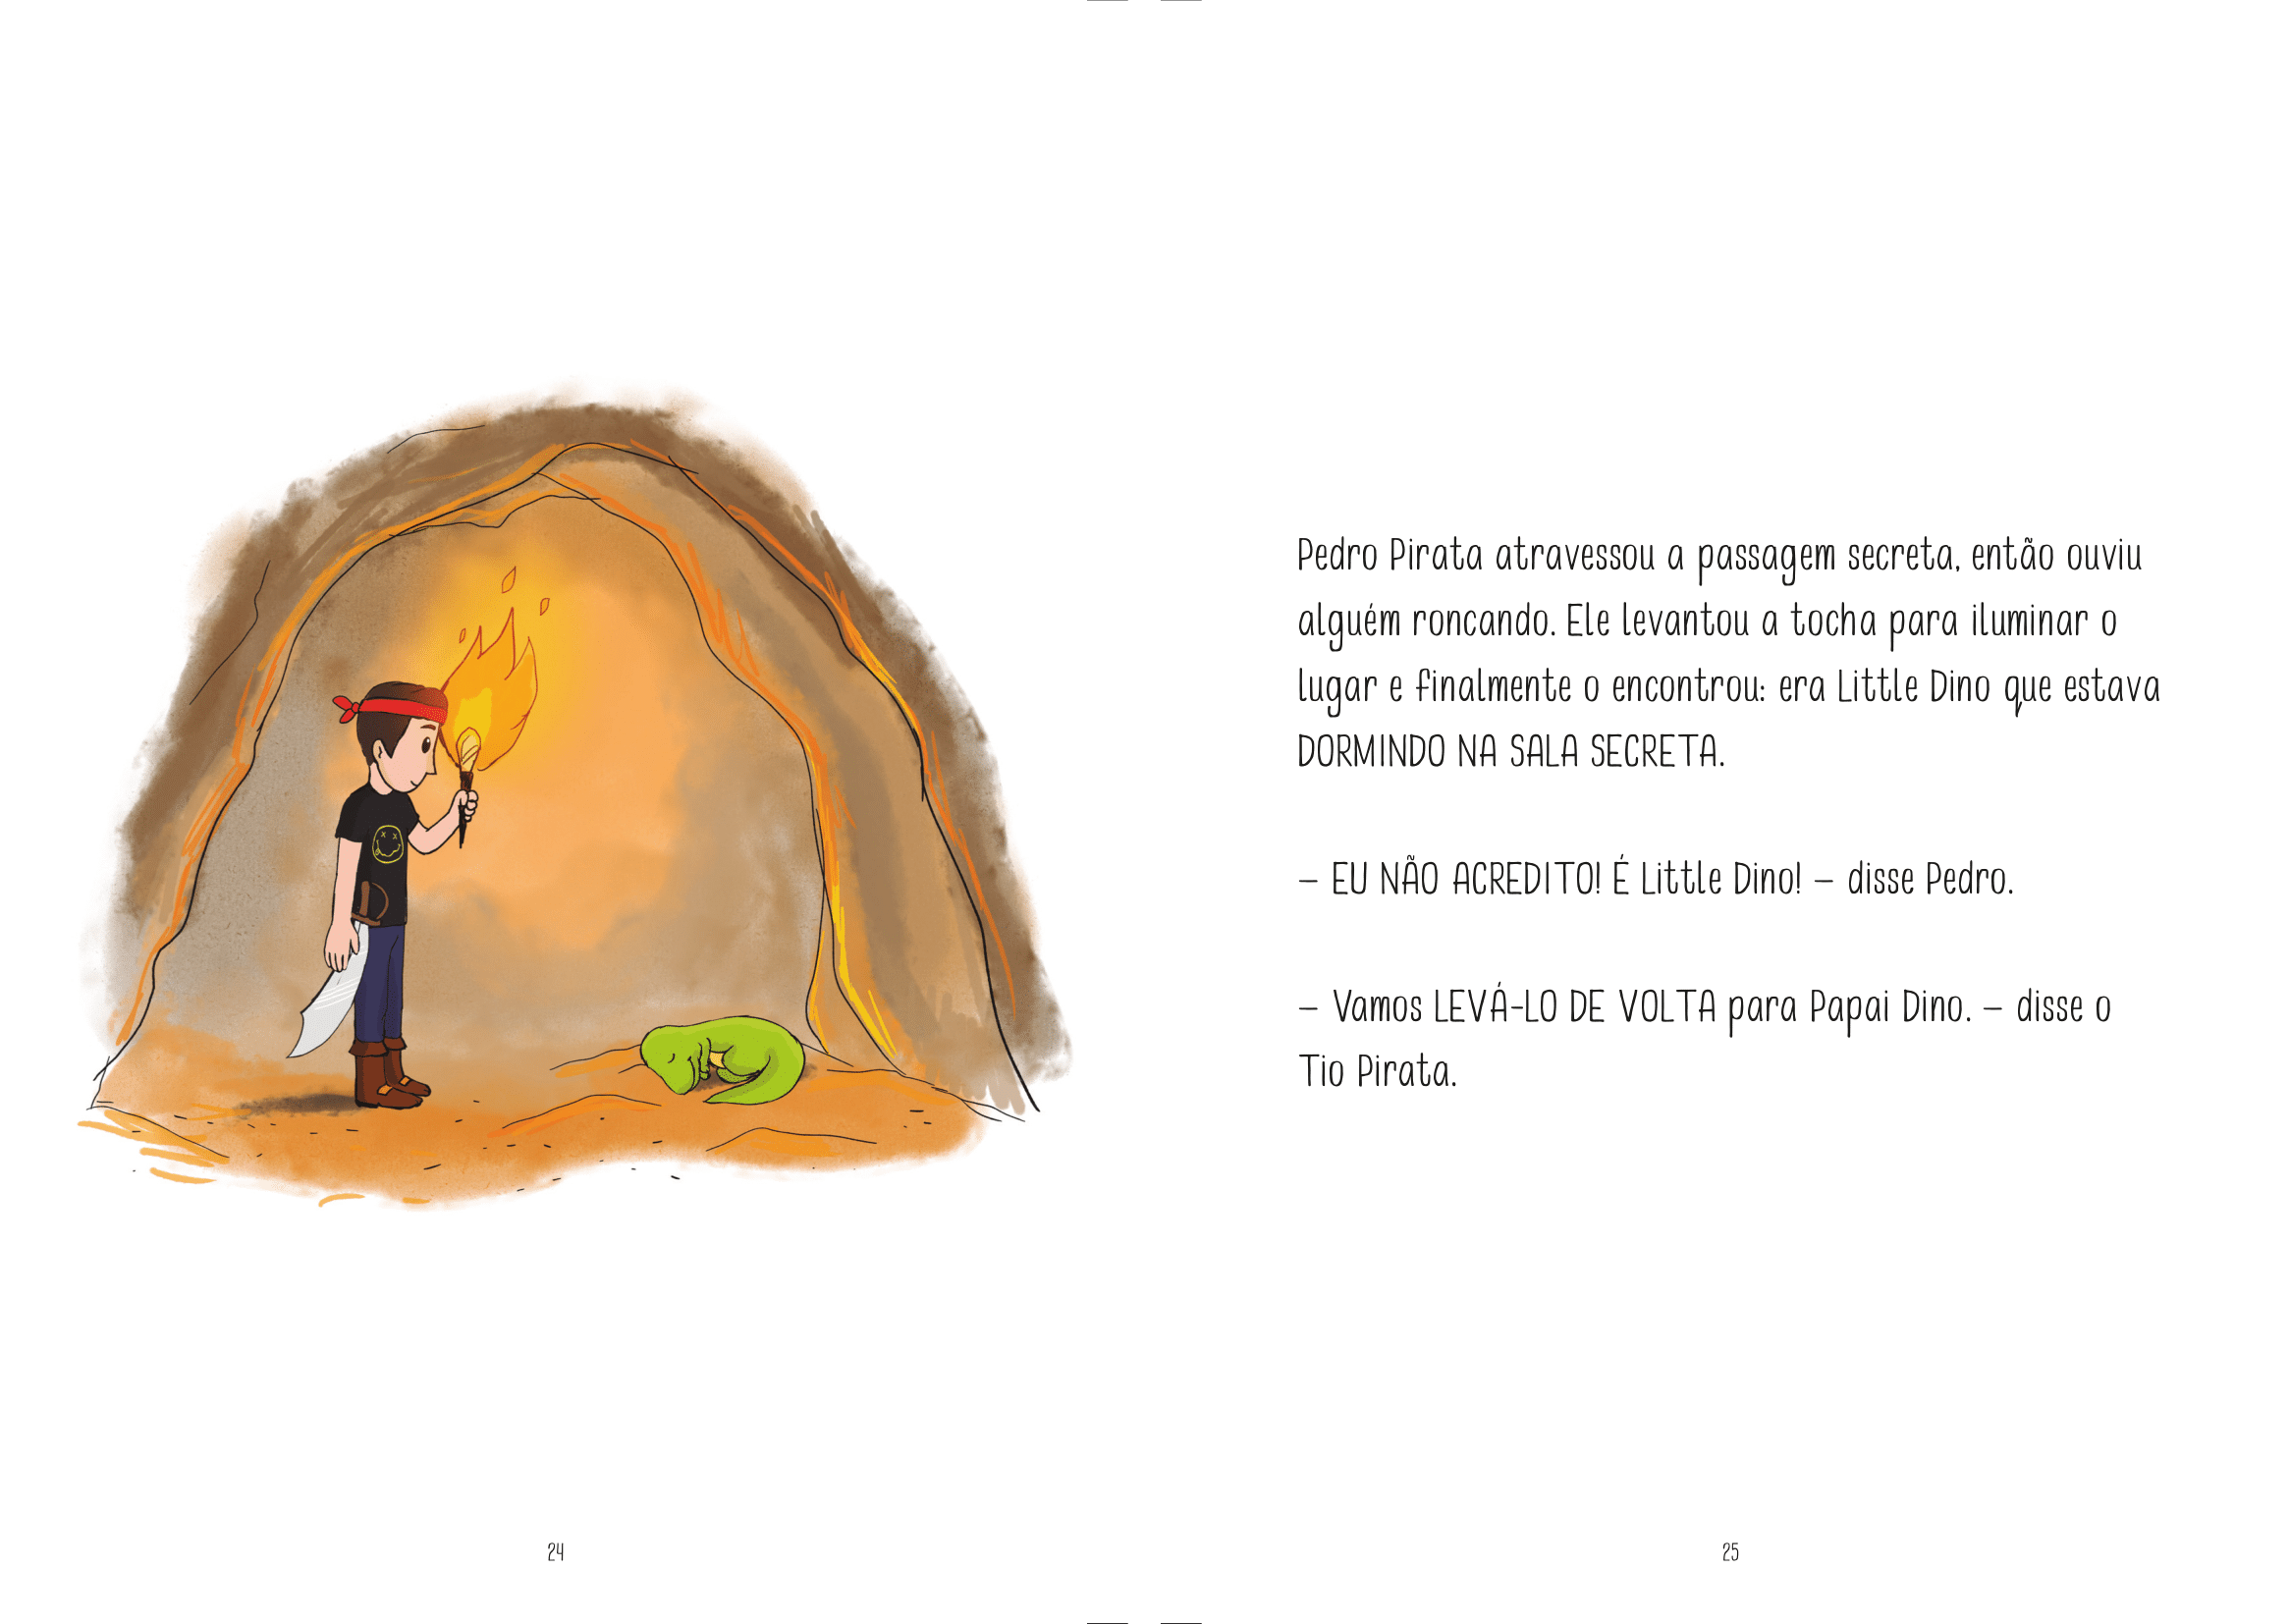 Pedro Pirata atravessou a passagem secreta, então ouviu
alguém roncando. Ele levantou a tocha para iluminar o
lugar e finalmente o encontrou: era Little Dino que estava
DORMINDO NA SALA SECRETA.
– EU NÃO ACREDITO! É Little Dino! – disse Pedro.
– Vamos LEVÁ-LO DE VOLTA para Papai Dino. – disse o
Tio Pirata.
24
25